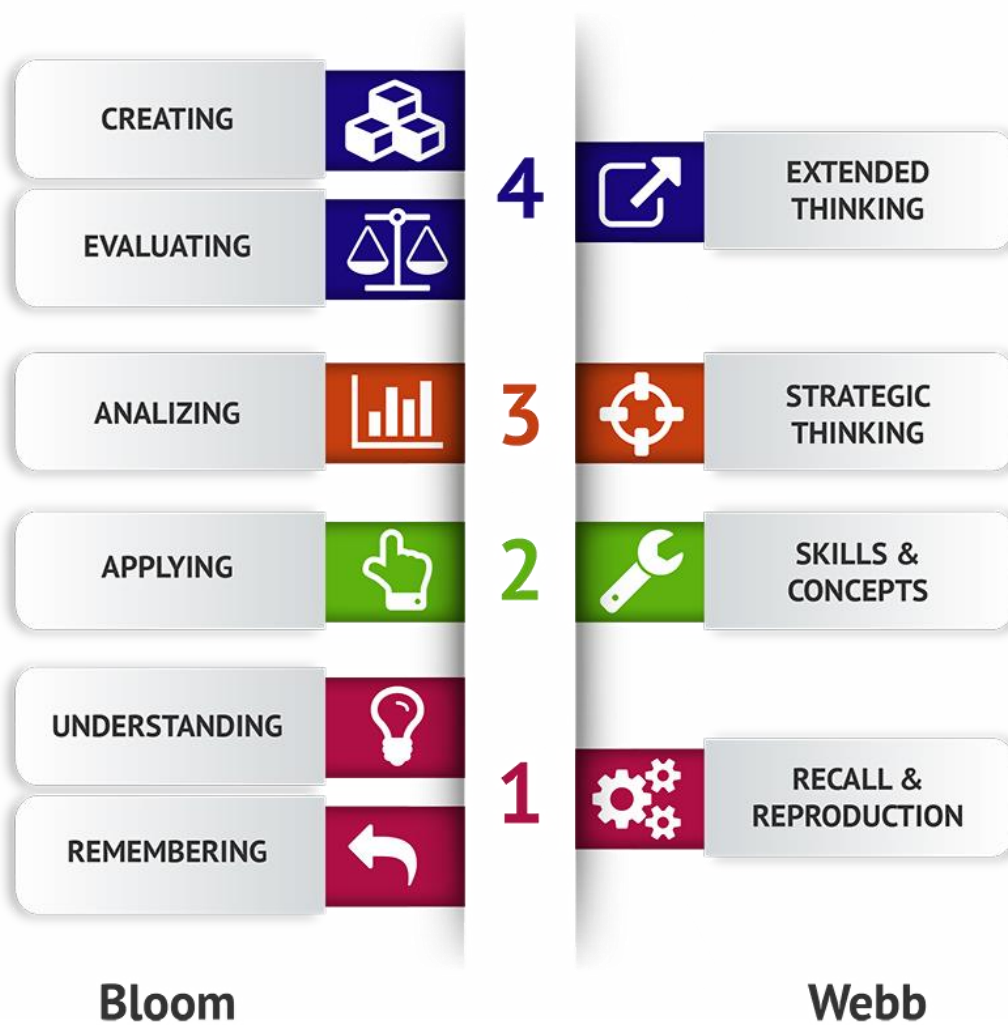 CREATING
EVALUATING
4
EXTENDED
THINKING
ANALIZING
3
STRATEGIC
THINKING
APPLYING
2
SKILLS &
CONCEPTS
UNDERSTANDING
REMEMBERING
1
RECALL &
REPRODUCTION
Bloom
Webb